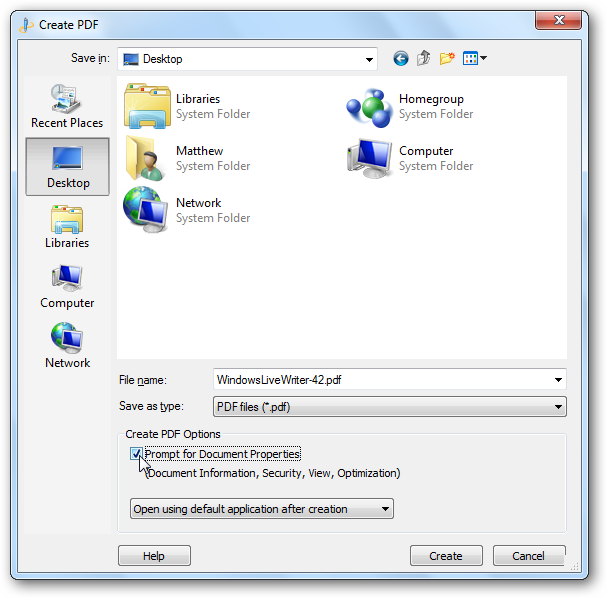 Create PDF
Save in:
Desktop
Recent Places
Desktop
Libraries
Computer
Network
Libraries
System Folder
Homegroup
System Folder
Matthew
System Folder
Computer
System Folder
Network
System Folder
File name:
WindowsLiveWriter-42.pdf
Save as type:
PDF files (*.pdf)
Create PDF Options
Prompt for Document Properties
(Document Information, Security, View, Optimization)
Open using default application after creation
Help
Create
Cancel